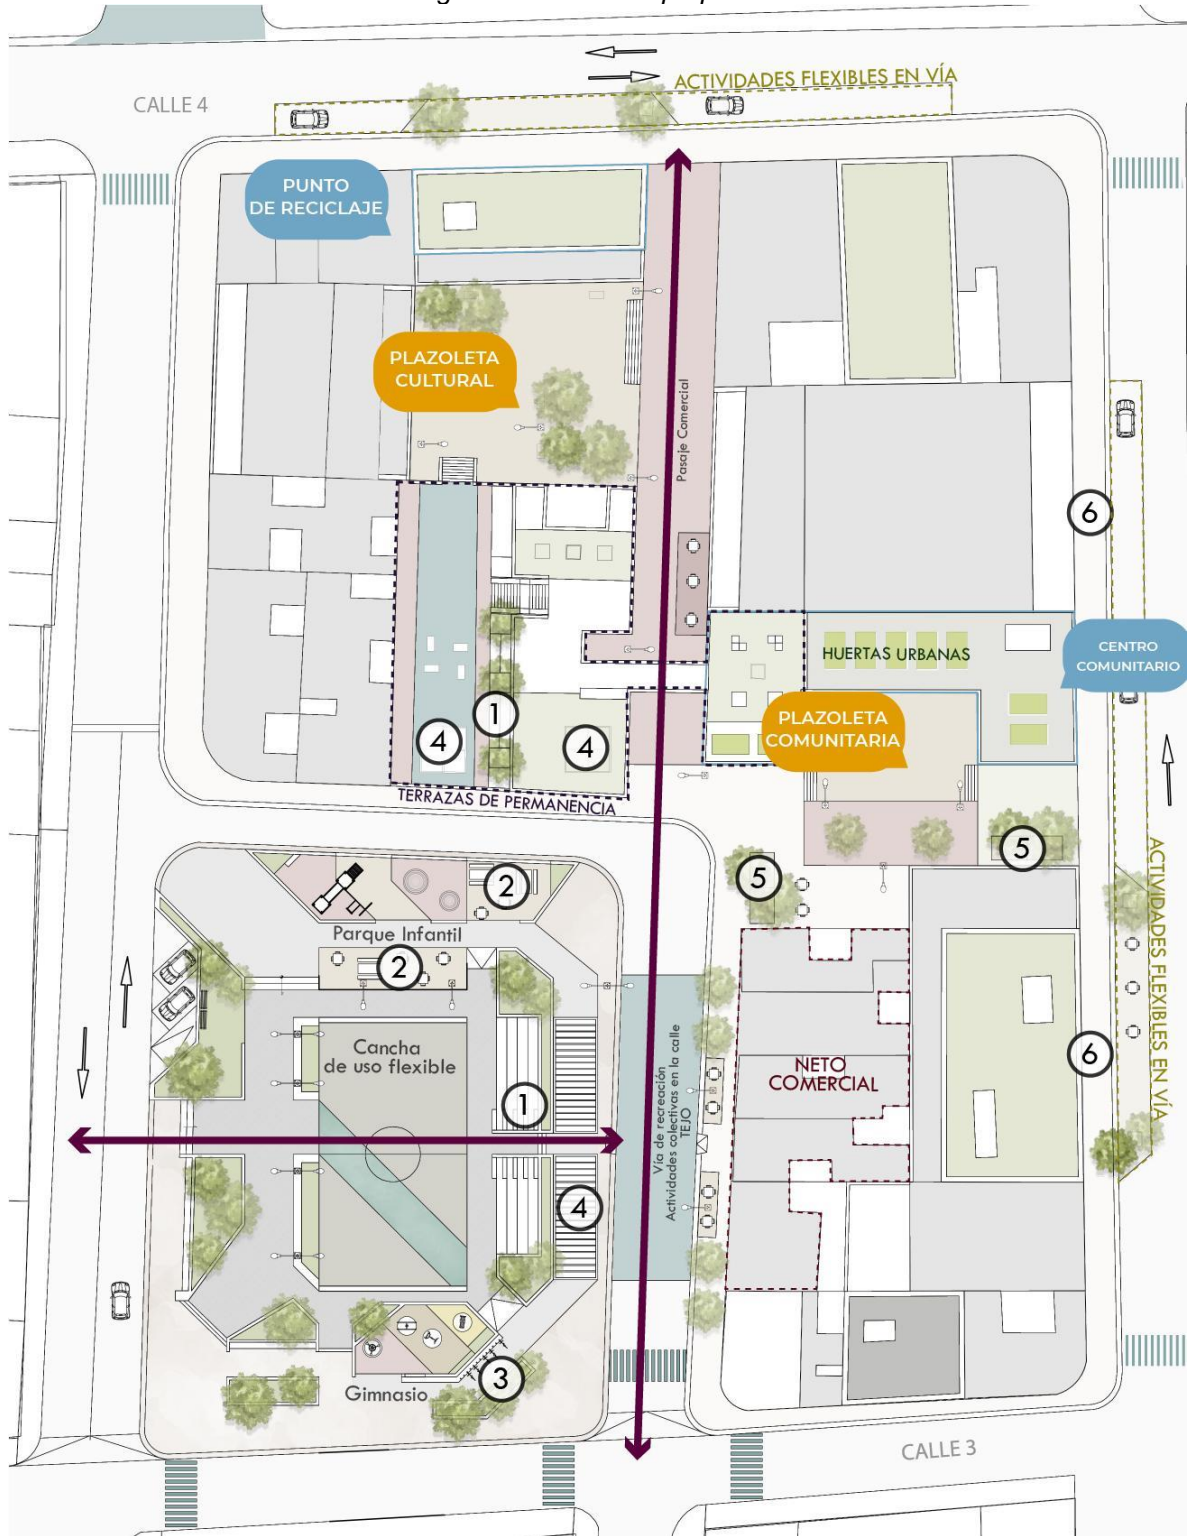 ACTIVIDADES FLEXIBLES EN VÍA
CALLE 4
PUNTO
DE RECICLAJE
PLAZOLETA
CULTURAL
Pasaje Comercial
6
HUERTAS URBANAS
CENTRO
COMUNITARIO
1
4
4
PLAZOLETA
COMUNITARIA
TERRAZAS DE PERMANENCIA
5
5
2
Parque Infantil
2
ACTIVIDADES FLEXIBLES EN VÍA
Cancha
de uso flexible
1
Vía de recreación
Actividades colectivas en la calle
TEJO
NETO
COMERCIAL
6
4
3
Gimnasio
CALLE 3